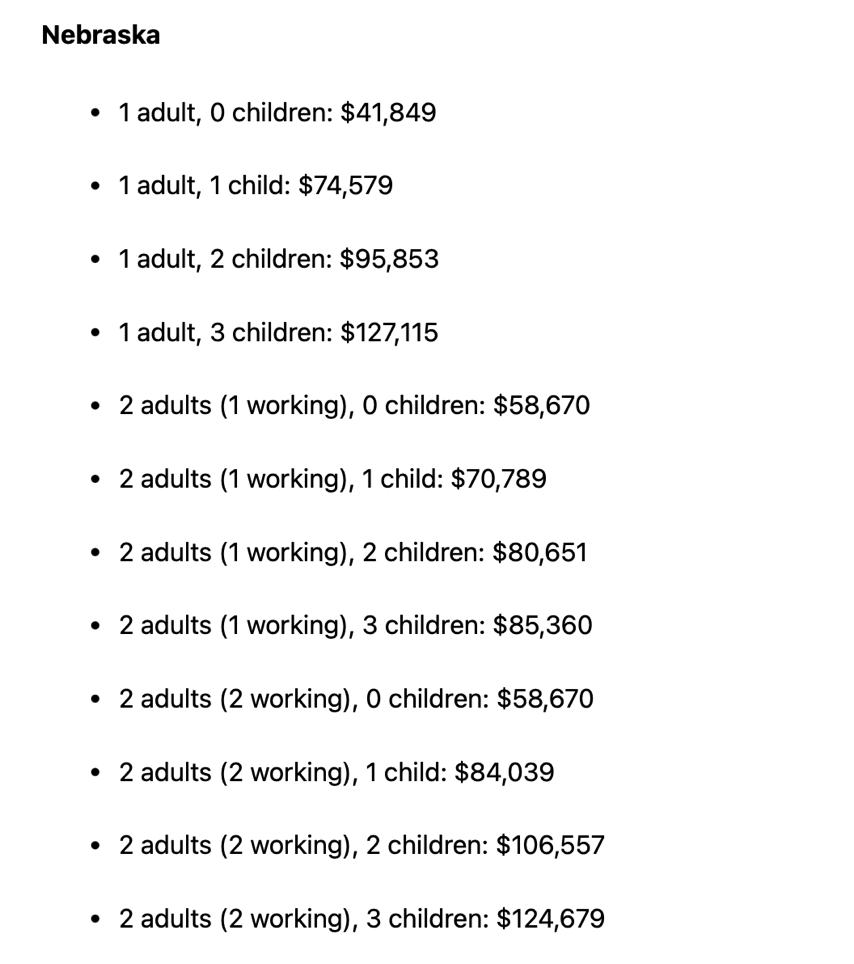 Nebraska
• 1 adult, 0 children: $41,849
• 1 adult, 1 child: $74,579
• 1 adult, 2 children: $95,853
• 1 adult, 3 children: $127,115
• 2 adults (1 working), 0 children: $58,670
• 2 adults (1 working), 1 child: $70,789
• 2 adults (1 working), 2 children: $80,651
• 2 adults (1 working), 3 children: $85,360
• 2 adults (2 working), 0 children: $58,670
• 2 adults (2 working), 1 child: $84,039
• 2 adults (2 working), 2 children: $106,557
• 2 adults (2 working), 3 children: $124,679